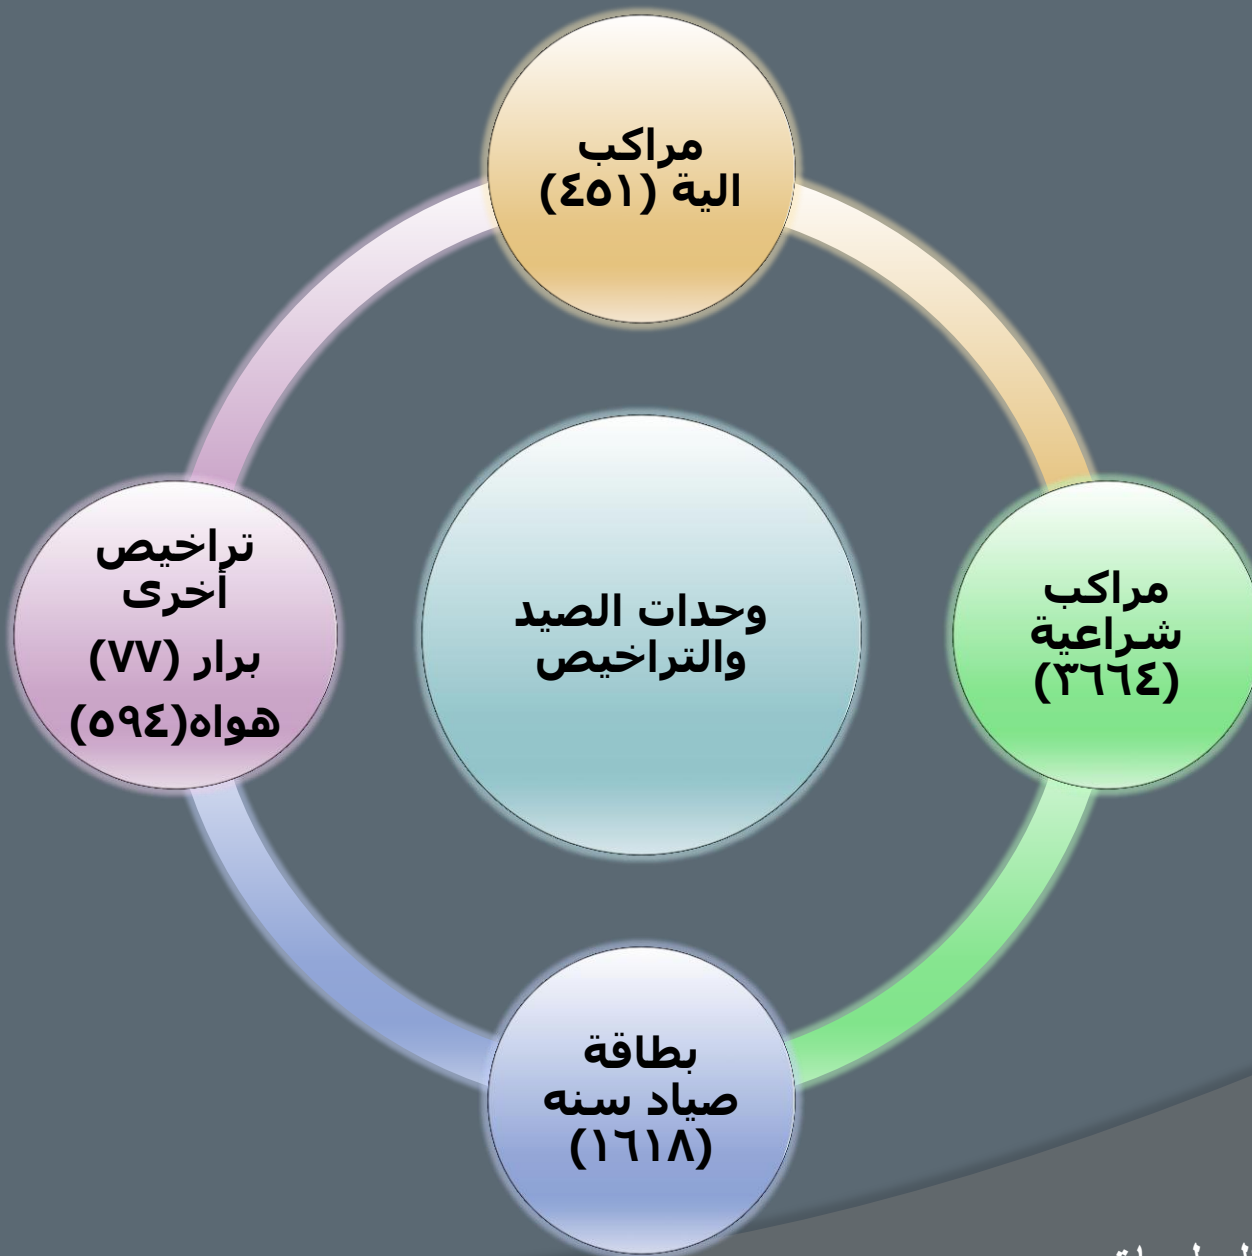 مراكب
الية (٤٥١)
مراكب
شراعية
(٣٦٦٤)
بطاقة
صياد سنه
(١٦١٨)
تراخيص
أخرى
برار (٧٧)
هواه(٥٩٤)
وحدات الصيد
والتراخيص